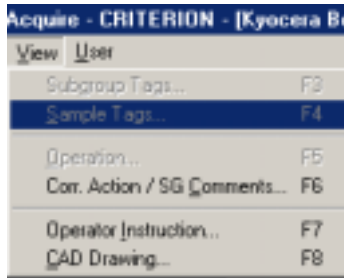 Acquire - CRITERION - [Kyocera
View User
Subgroup Tags... F3
Sample Tags... F4
Operation... F5
Corr. Action / SG Comments... F6
Operator Instruction... F7
CAD Drawing... F8